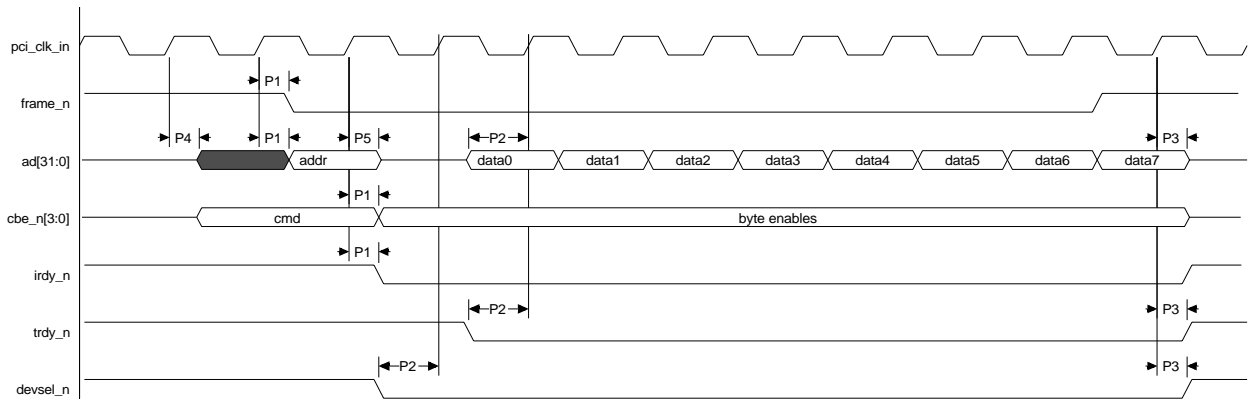 pci_clk_in
P1
frame_n
P4 P1 P5 P2 P3
ad[31:0] addr data0 data1 data2 data3 data4 data5 data6 data7
P1
cbe_n[3:0] cmd byte enables
P1
irdy_n
P2 P3
trdy_n
P2 P3
devsel_n